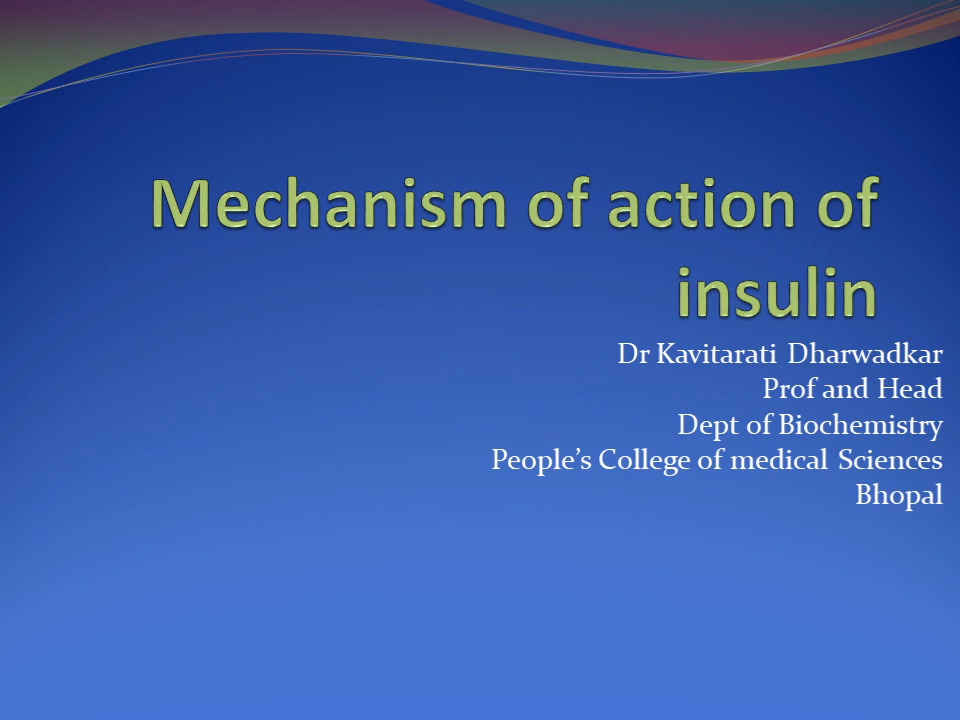 Mechanism of action of
insulin
Dr Kavitarati Dharwadkar
Prof and Head
Dept of Biochemistry
People’s College of medical Sciences
Bhopal